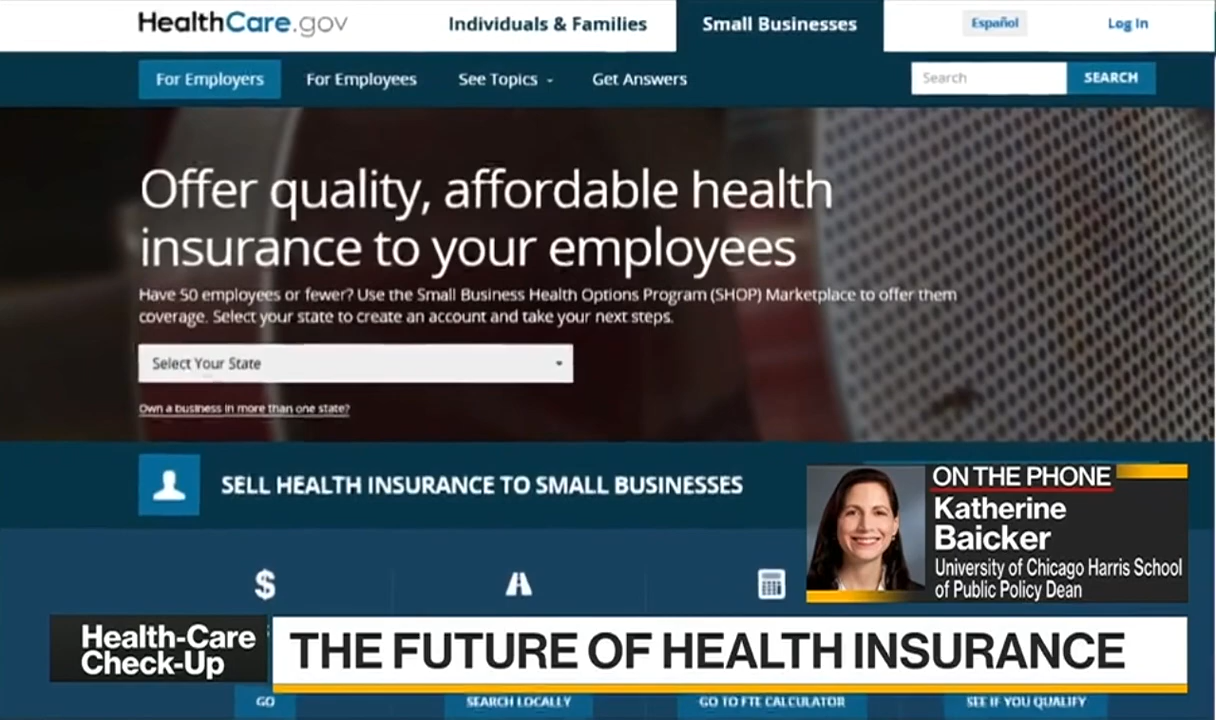 HealthCare.gov
Individuals & Families
Small Businesses
Español
Log In
For Employers
For Employees
See Topics
Get Answers
Search
SEARCH
Offer quality, affordable health
insurance to your employees
Have 50 employees or fewer? Use the Small Business Health Options Program (SHOP) Marketplace to offer them
coverage. Select your state to create an account and take your next steps.
Select Your State
Own a business in more than one state?
SELL HEALTH INSURANCE TO SMALL BUSINESSES
ON THE PHONE
Katherine
Baicker
University of Chicago Harris School
of Public Policy Dean
$
Health-Care
Check-Up
THE FUTURE OF HEALTH INSURANCE
GO
SEARCH LOCALLY
GO TO FTE CALCULATOR
SEE IF YOU QUALIFY